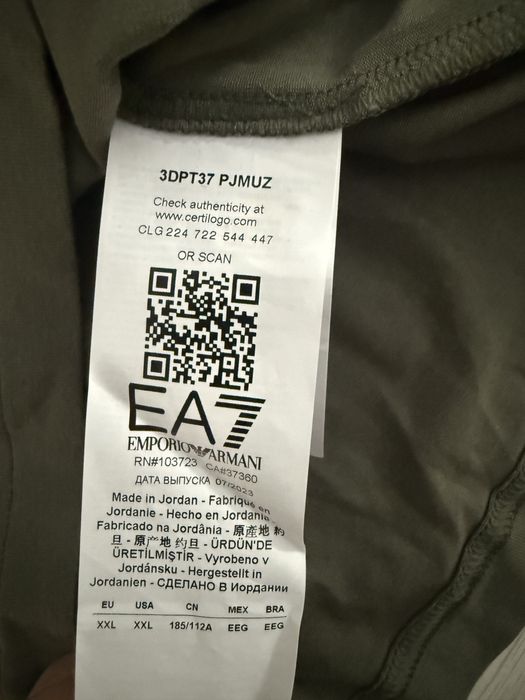 3DPT37 PJMUZ
Check authenticity at
www.certilogo.com
CLG 224 722 544 447
OR SCAN
EA7
EMPORIO ARMANI
RN#103723 CA#37360
ДАТА ВЫПУСКА 07/2023
Made in Jordan - Fabriqué en
Jordanie - Hecho en Jordania
Fabricado na Jordânia - 原産地 約
旦 - 原产地 约旦 - ÜRDÜN'DE
ÜRETİLMİŞTİR - Vyrobeno v
Jordánsku - Hergestellt in
Jordanien - СДЕЛАНО В Иордании
EU USA CN MEX BRA
XXL XXL 185/112A EEG EEG